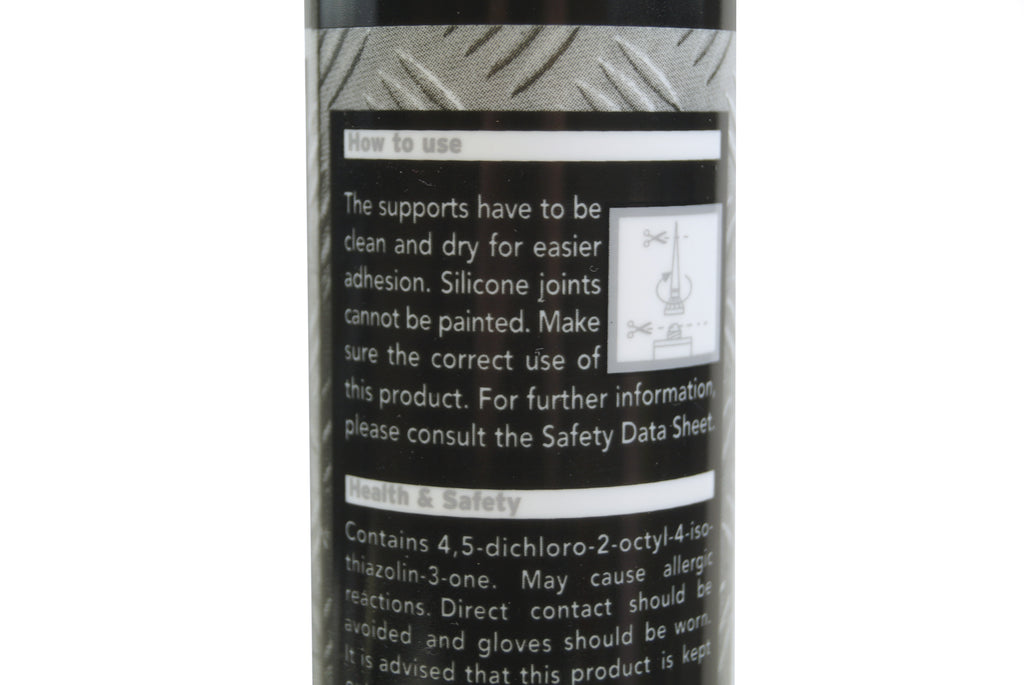 How to use
The supports have to be
clean and dry for easier
adhesion. Silicone joints
cannot be painted. Make
sure the correct use of
this product. For further information,
please consult the Safety Data Sheet.
Health & Safety
Contains 4,5-dichloro-2-octyl-4-iso-
thiazolin-3-one. May cause allergic
reactions. Direct contact should be
avoided and gloves should be worn.
It is advised that this product is kept